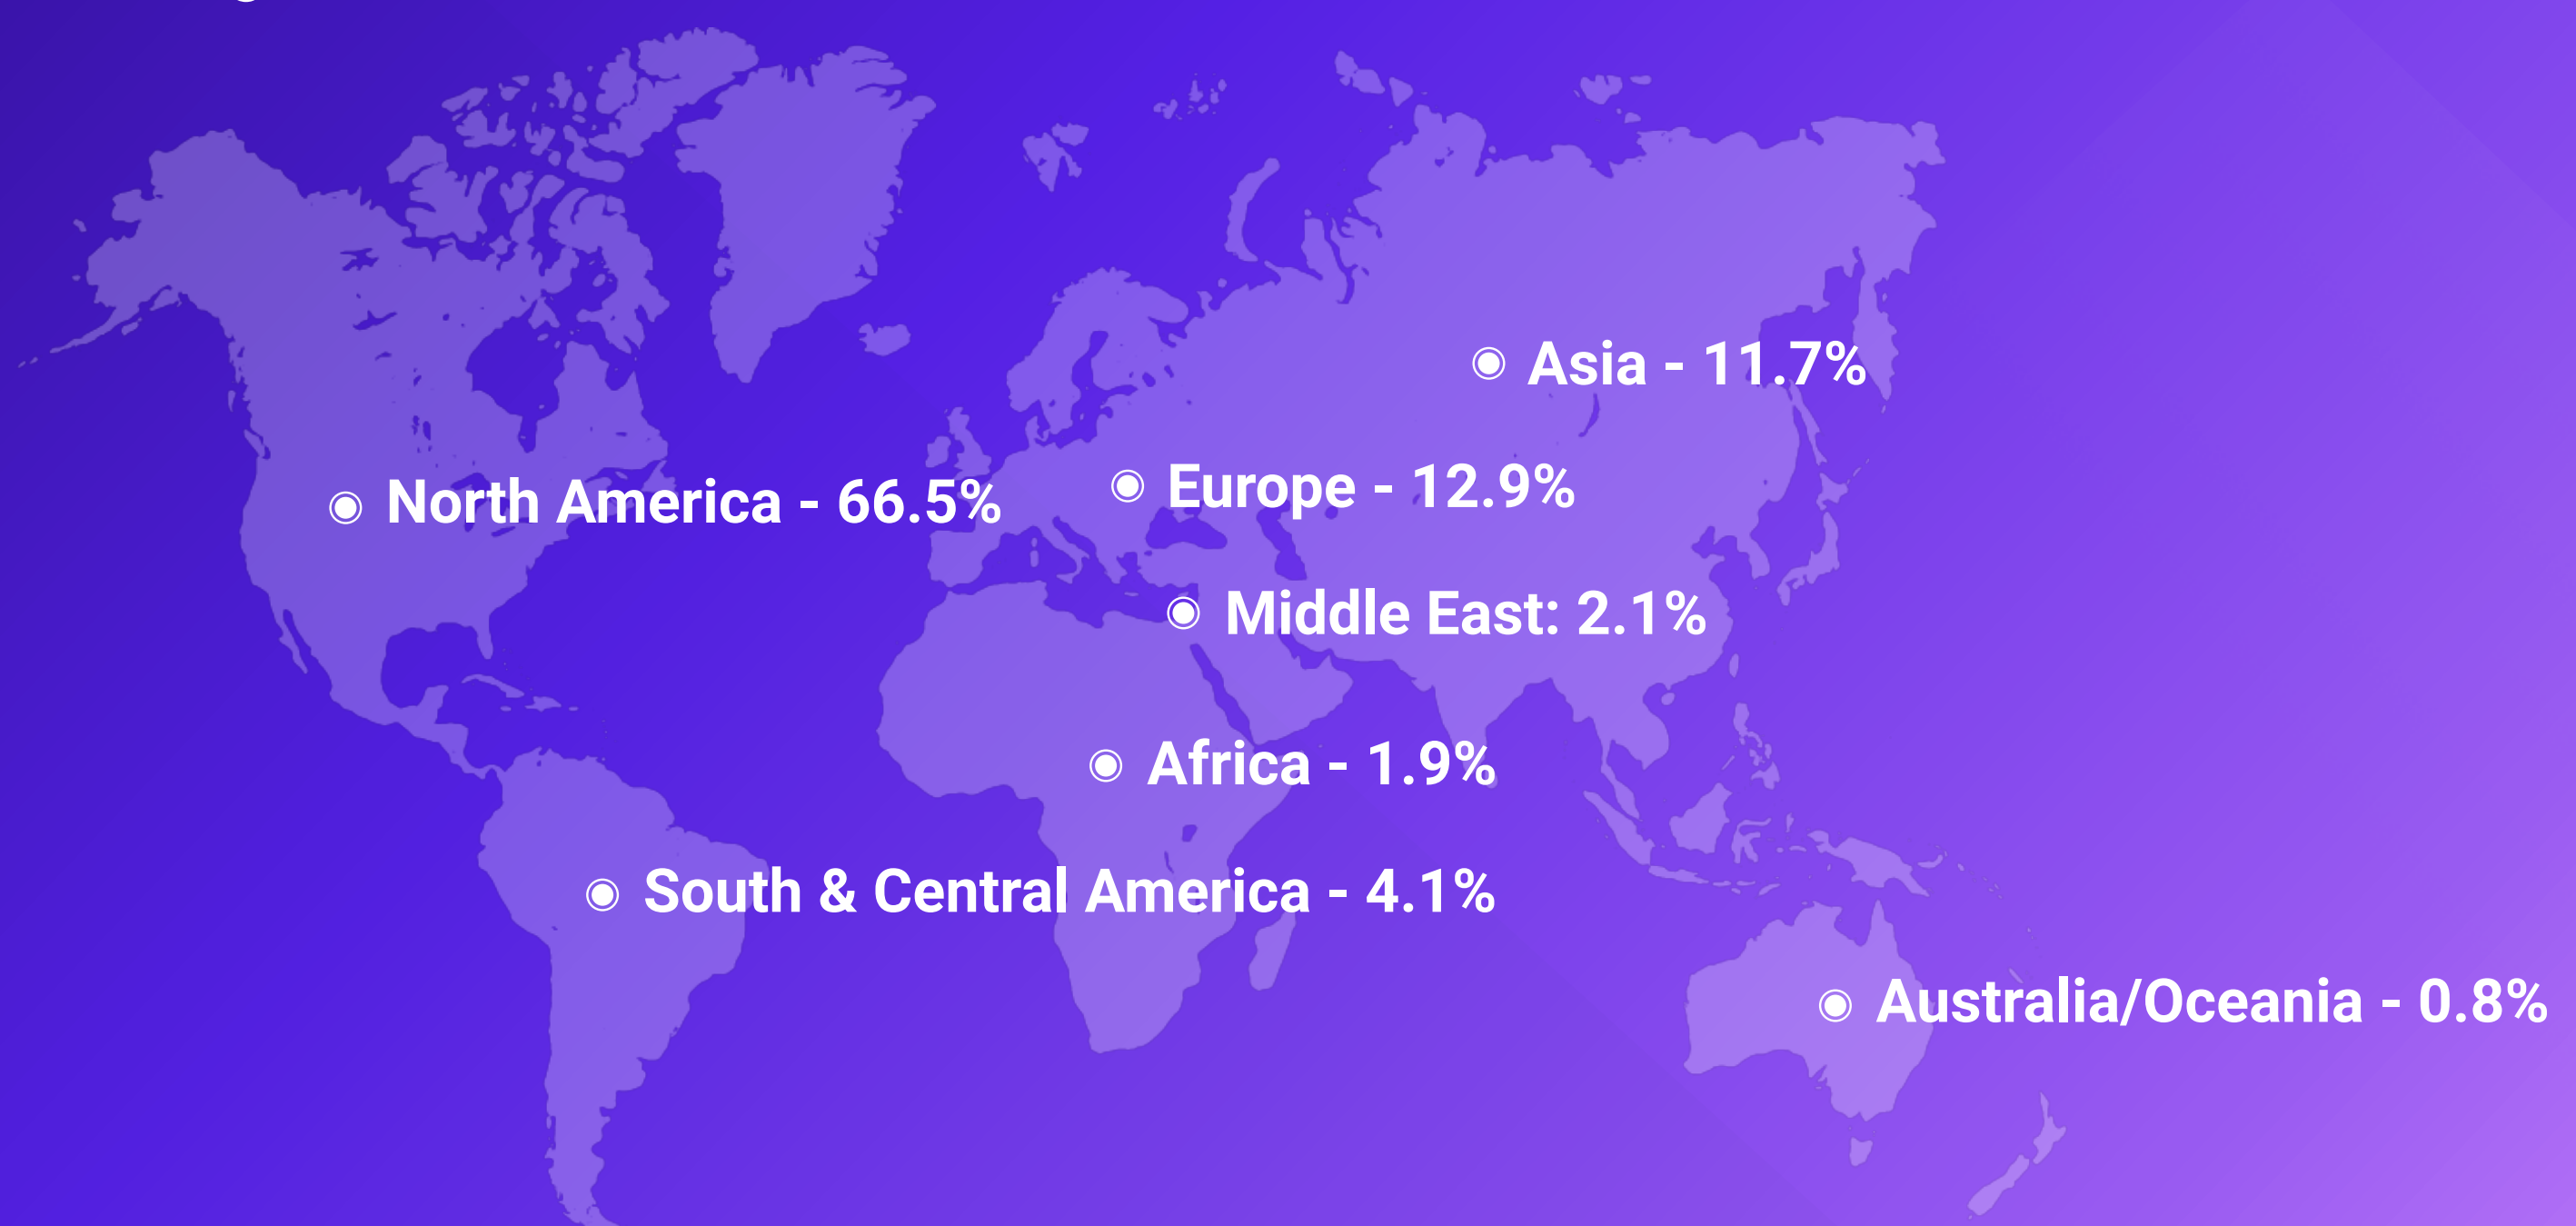 Asia - 11.7%
Europe - 12.9%
North America - 66.5%
Middle East: 2.1%
Africa - 1.9%
South & Central America - 4.1%
Australia/Oceania - 0.8%